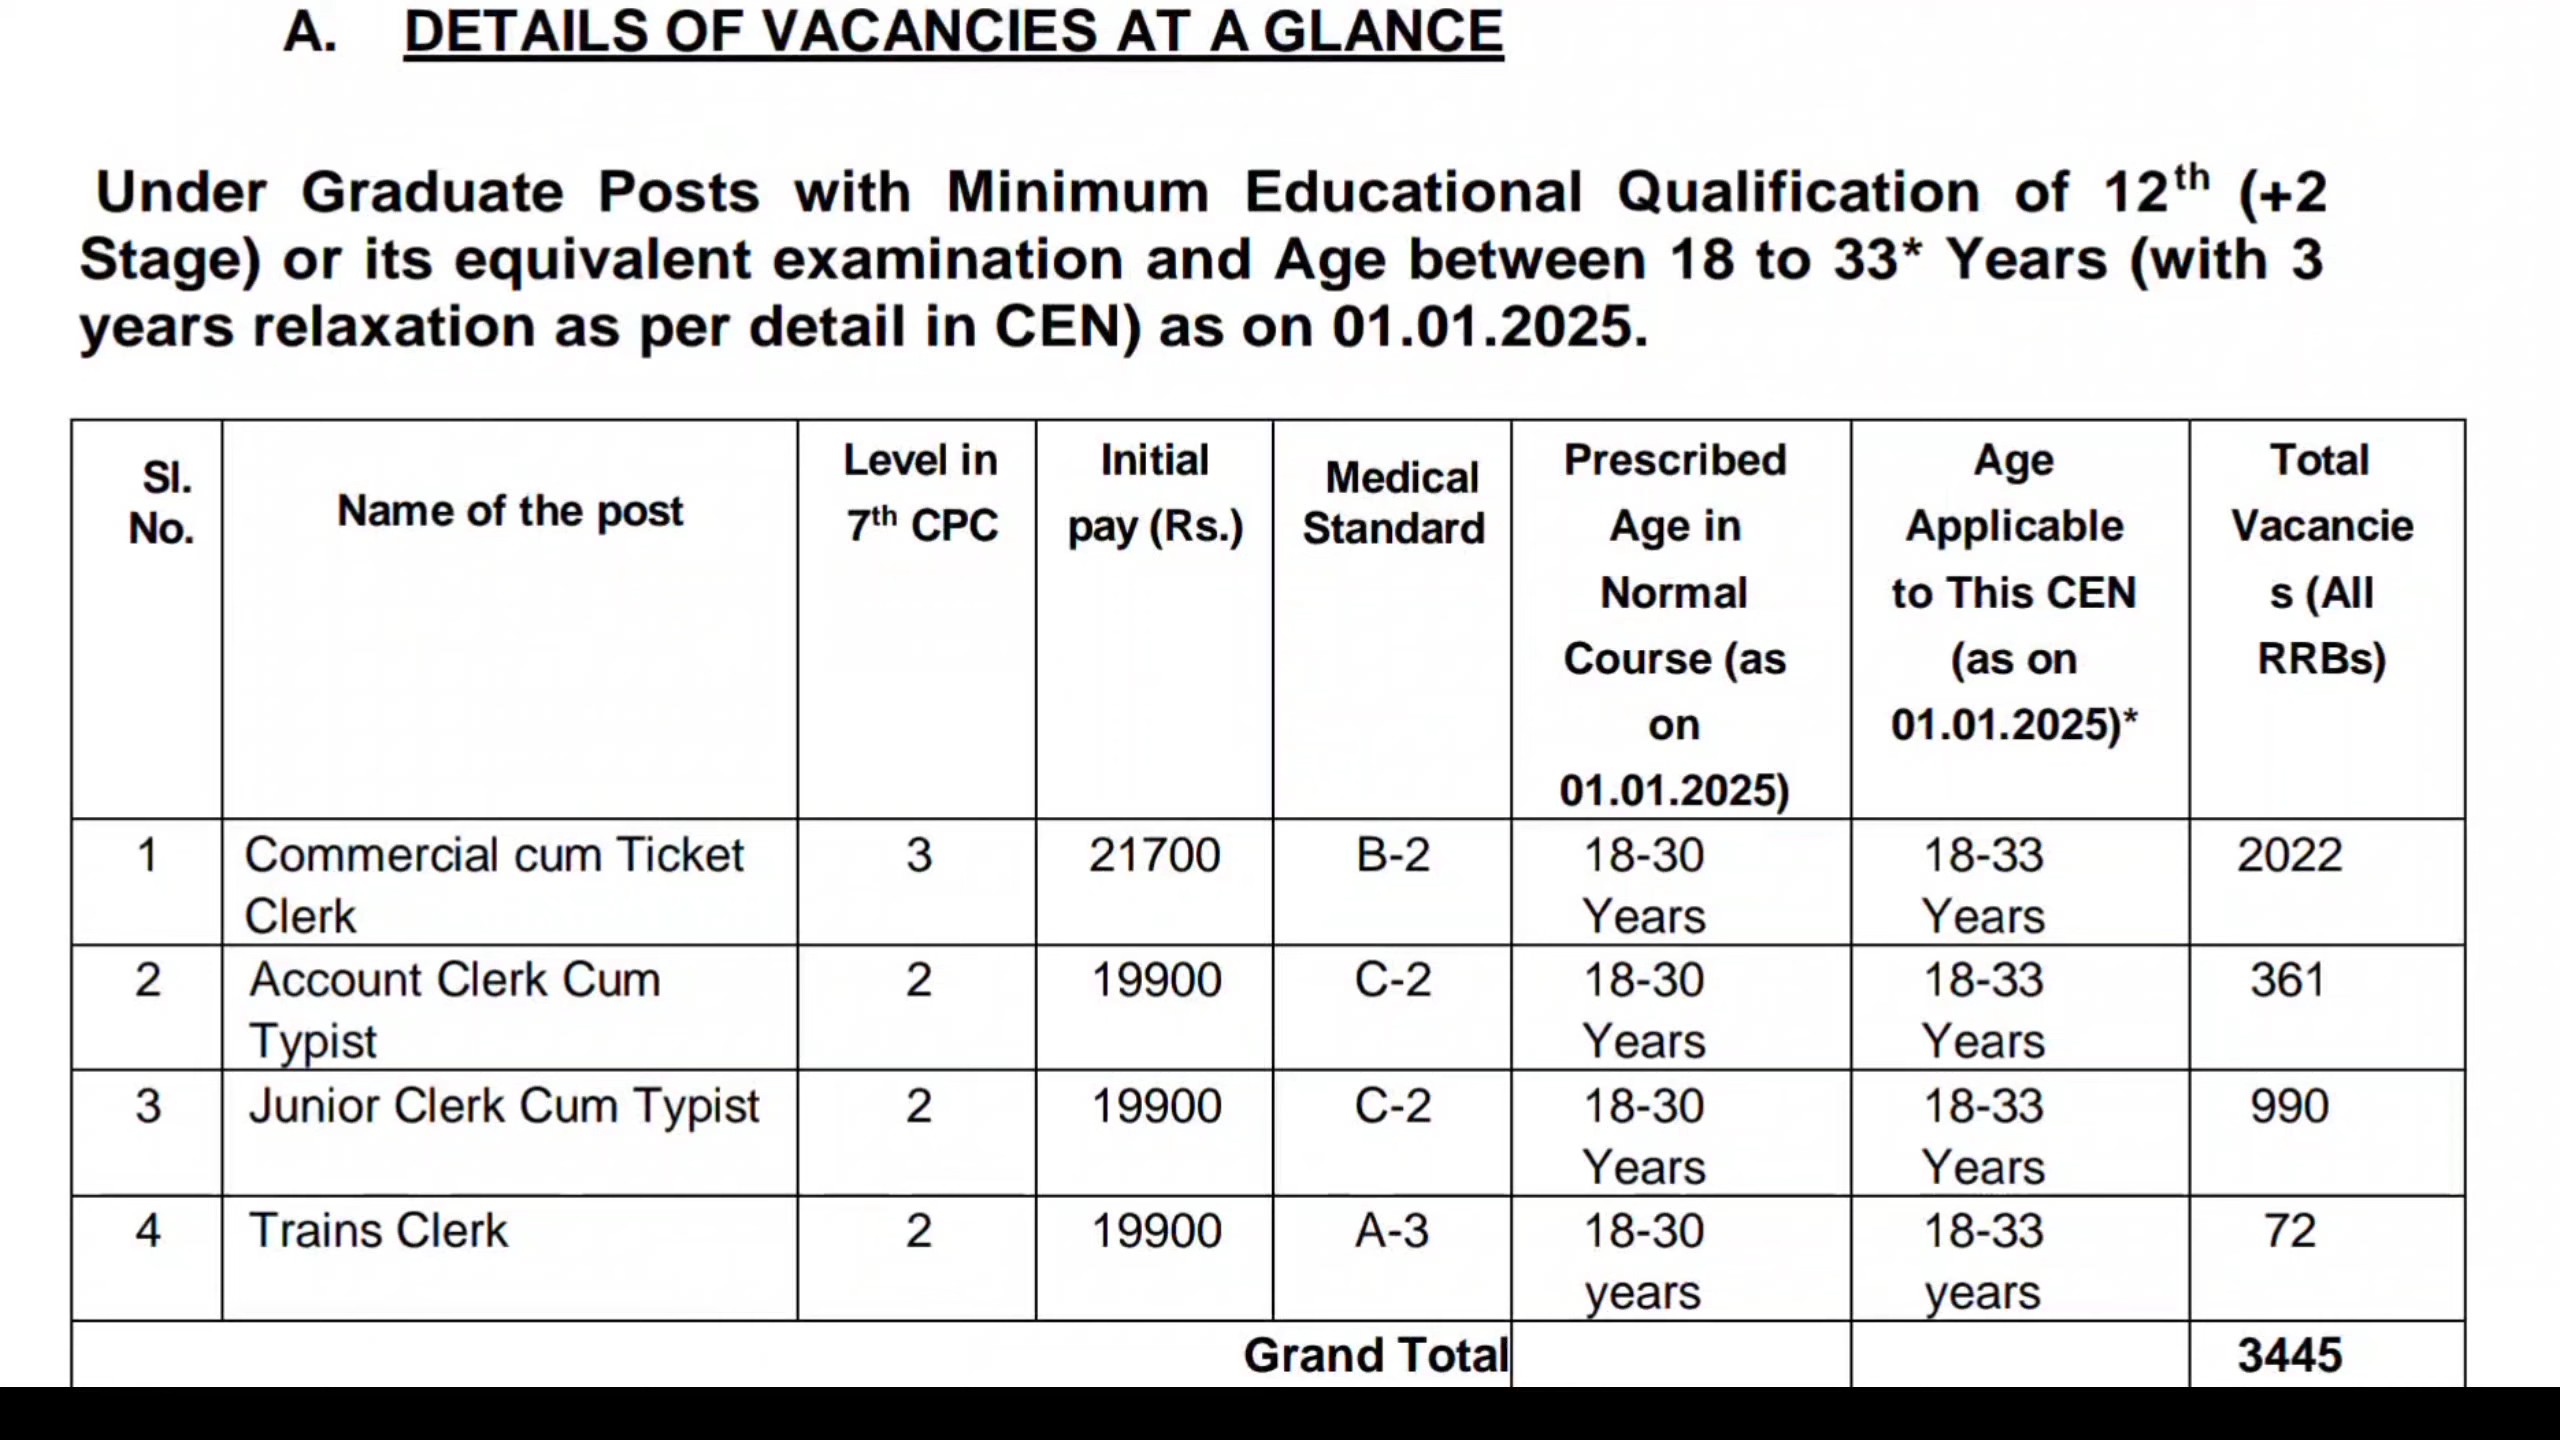 A. DETAILS OF VACANCIES AT A GLANCE
Under Graduate Posts with Minimum Educational Qualification of 12th (+2
Stage) or its equivalent examination and Age between 18 to 33* Years (with 3
years relaxation as per detail in CEN) as on 01.01.2025.
Sl.
No.
Name of the post
Level in
7th CPC
Initial
pay (Rs.)
Medical
Standard
Prescribed
Age in
Normal
Course (as
on
01.01.2025)
Age
Applicable
to This CEN
(as on
01.01.2025)*
Total
Vacancie
s (All
RRBs)
1 Commercial cum Ticket 3 21700 B-2 18-30 18-33 2022
Clerk Years Years
2 Account Clerk Cum 2 19900 C-2 18-30 18-33 361
Typist Years Years
3 Junior Clerk Cum Typist 2 19900 C-2 18-30 18-33 990
Years Years
4 Trains Clerk 2 19900 A-3 18-30 18-33 72
years years
Grand Total 3445